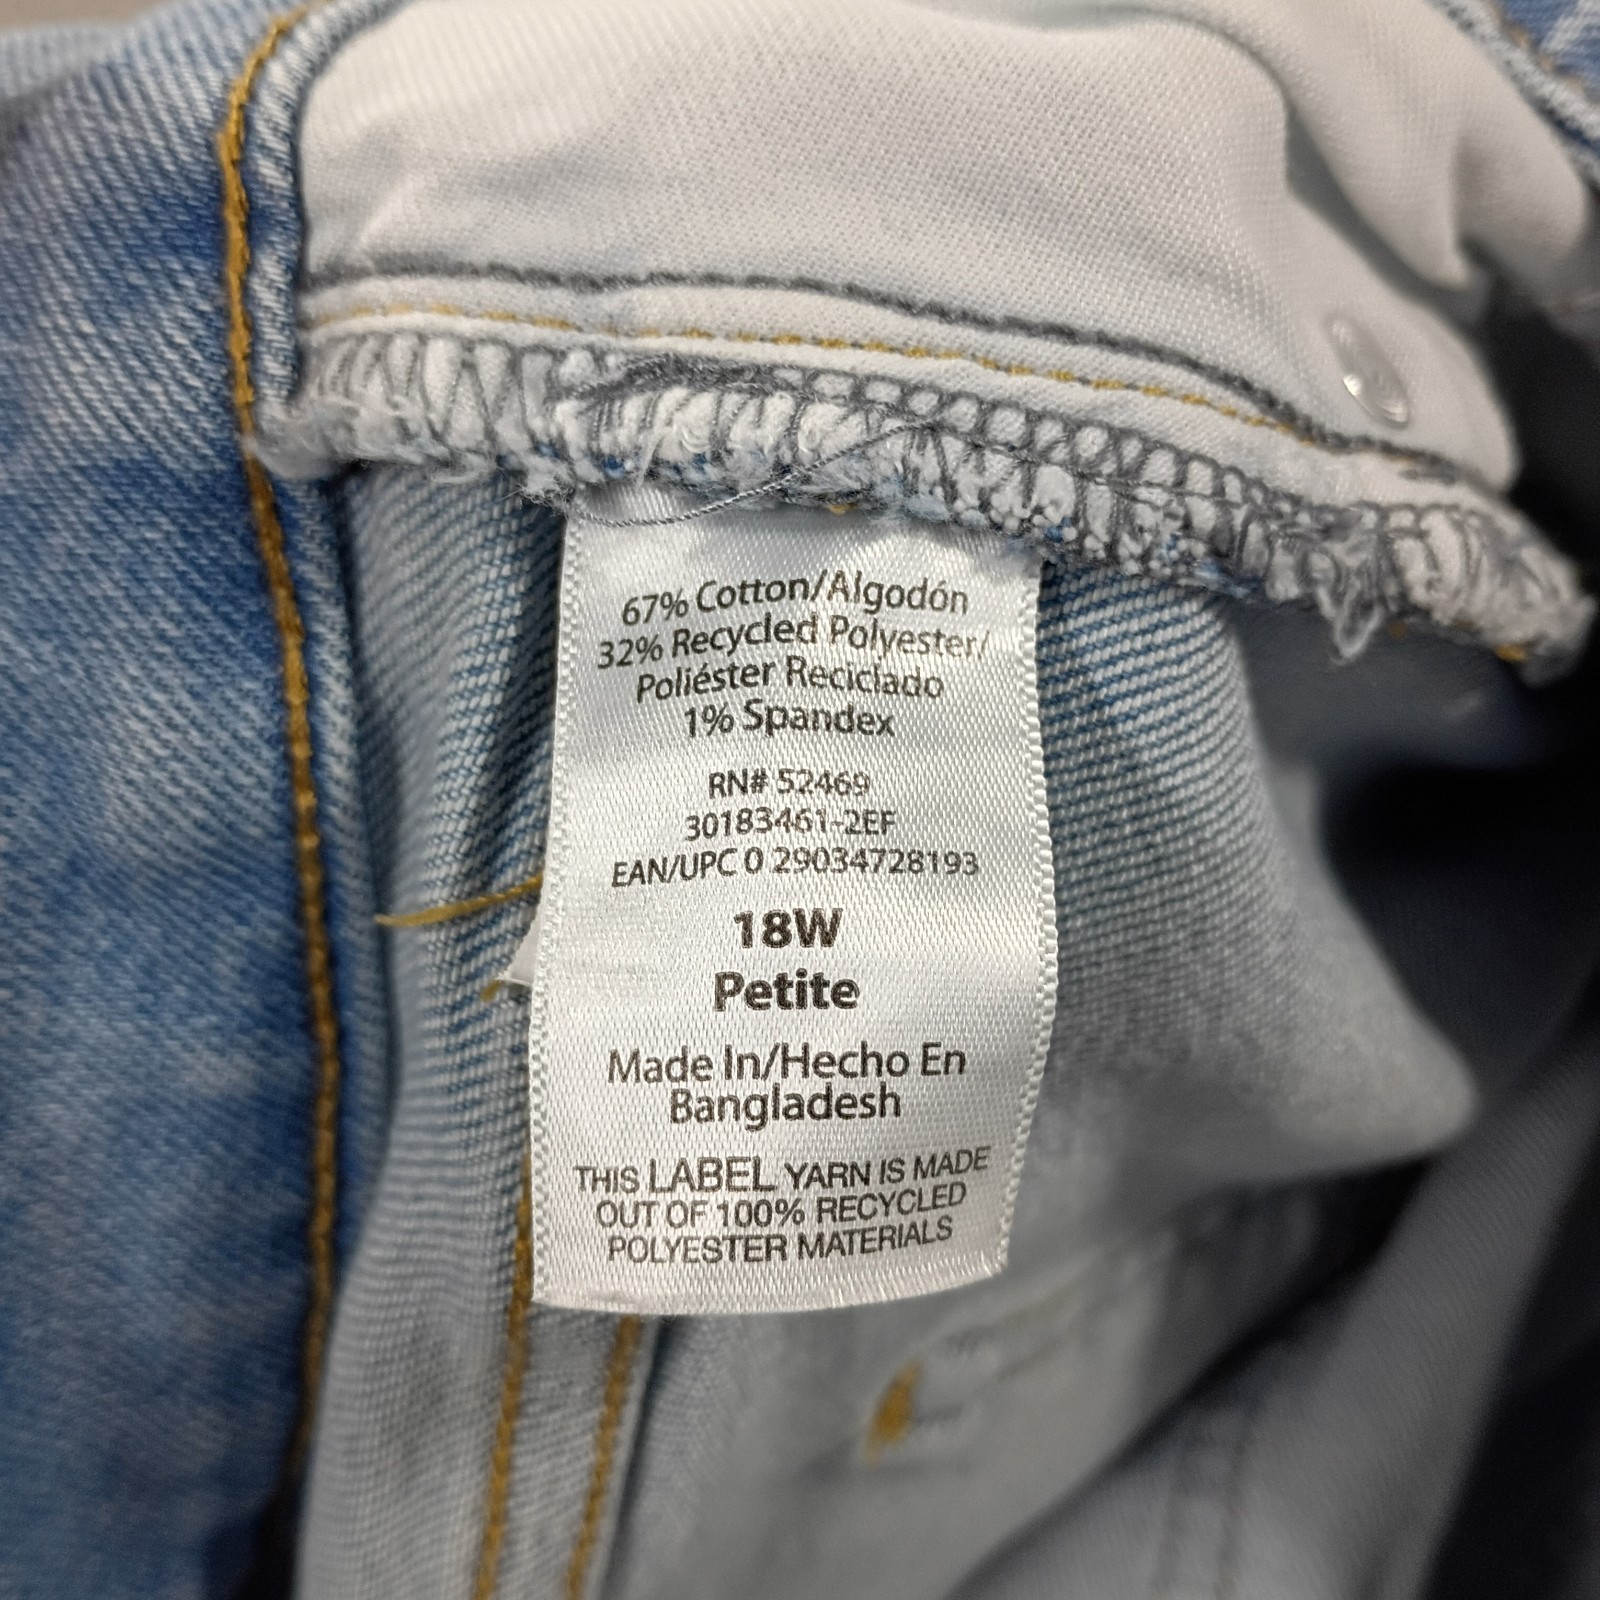 67% Cotton/Algodón
32% Recycled Polyester/
Poliéster Reciclado
1% Spandex
RN# 52469
30183461-2EF
EAN/UPC 0 29034728193
18W
Petite
Made In/Hecho En
Bangladesh
THIS LABEL YARN IS MADE
OUT OF 100% RECYCLED
POLYESTER MATERIALS